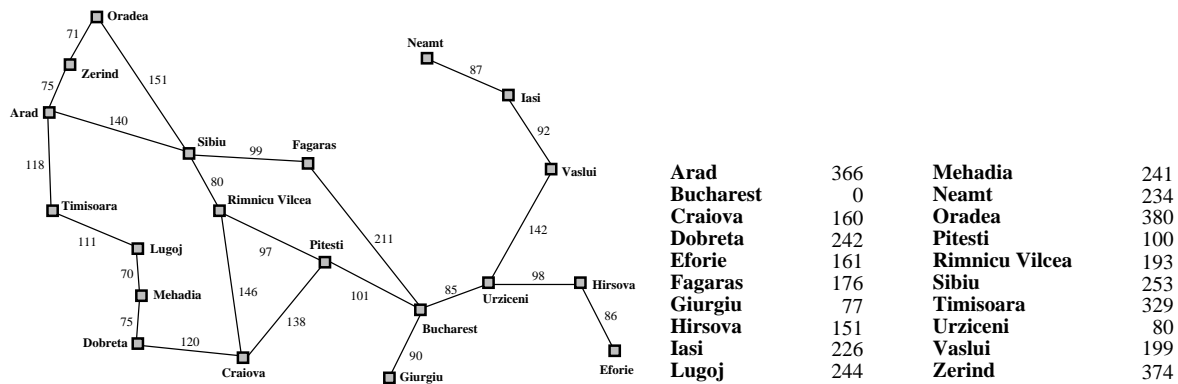 Oradea
71
Neamt
Zerind
87
75
151
Iasi
Arad
140
92
Sibiu
Fagaras
99
118
Vaslui
80
Timisoara
Rimnicu Vilcea
142
111
Lugoj
97
Pitesti
211
70
98
Hirsova
Mehadia
146
101
85
Urziceni
86
75
138
Bucharest
Dobreta
120
90
Craiova
Giurgiu
Eforie
Arad 366
Bucharest 0
Craiova 160
Dobreta 242
Eforie 161
Fagaras 176
Giurgiu 77
Hirsova 151
Iasi 226
Lugoj 244
Mehadia 241
Neamt 234
Oradea 380
Pitesti 100
Rimnicu Vilcea 193
Sibiu 253
Timisoara 329
Urziceni 80
Vaslui 199
Zerind 374